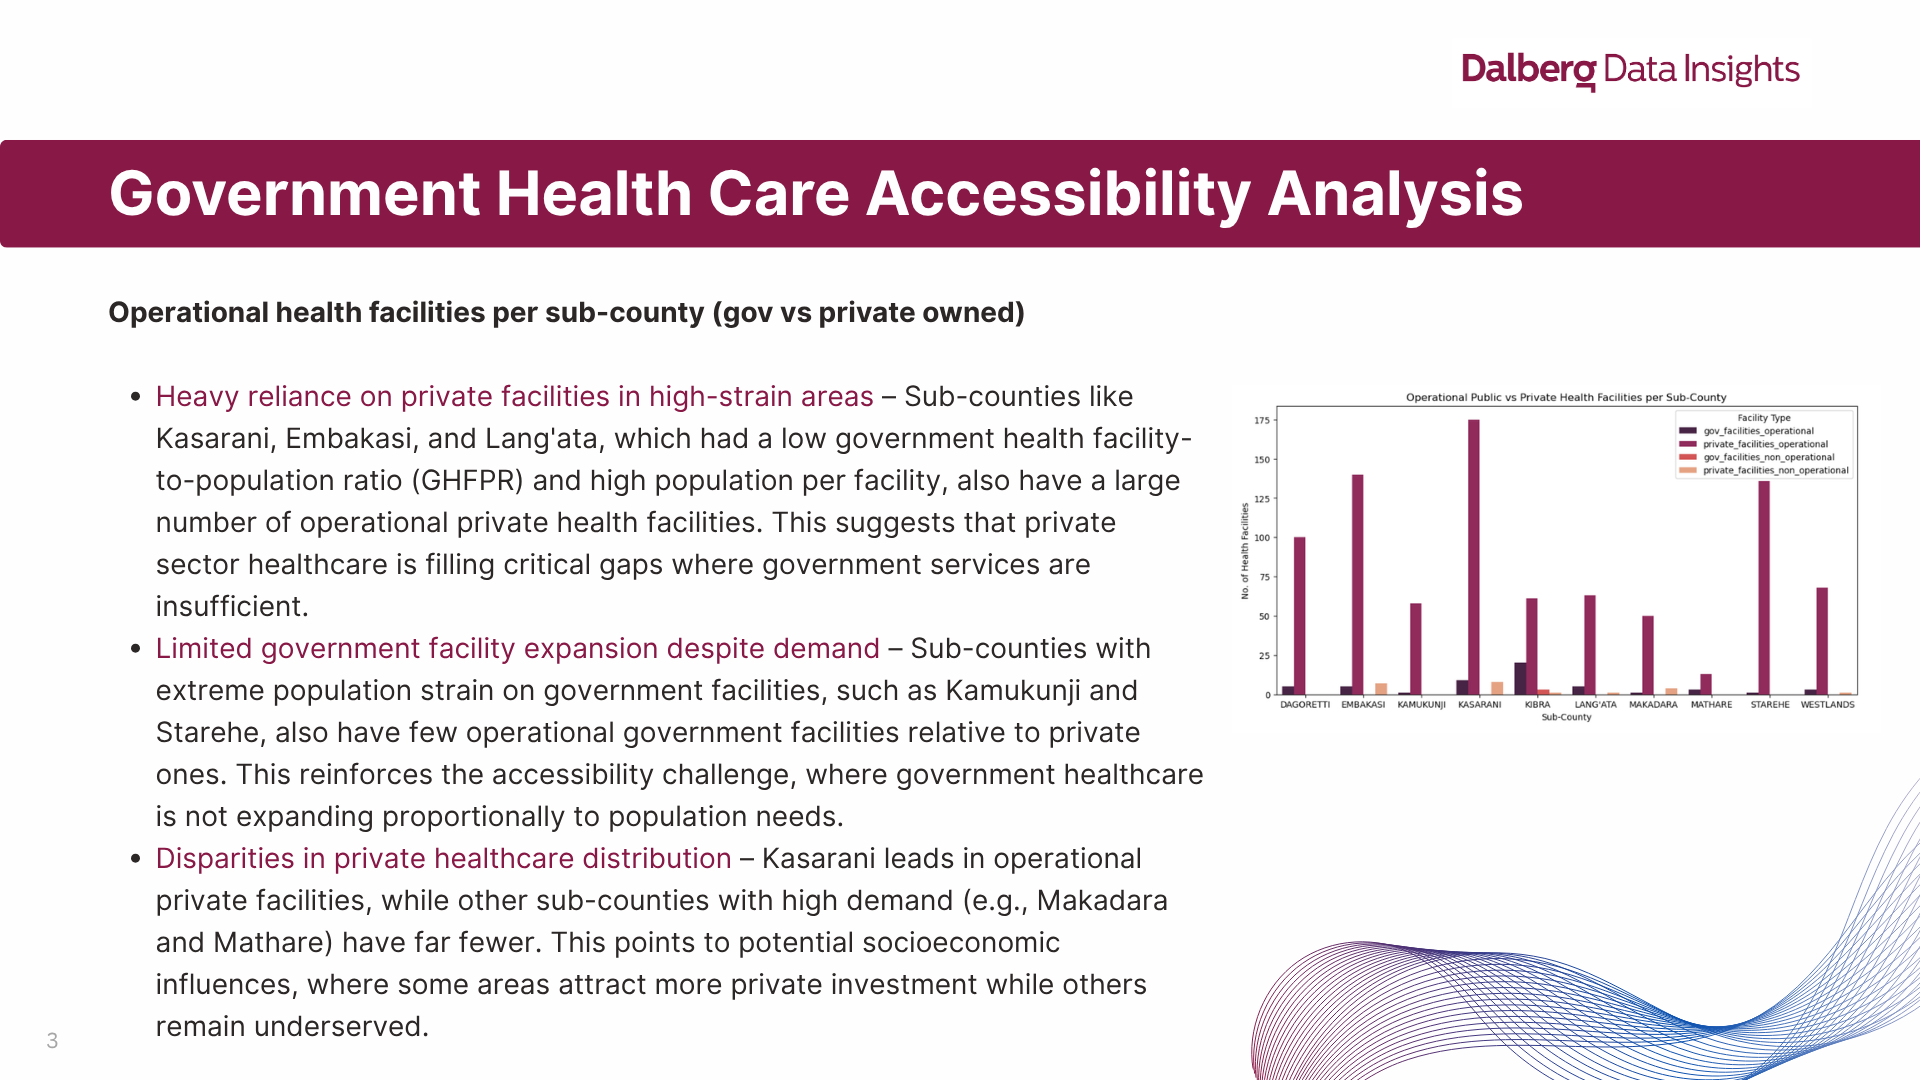 Dalberg Data Insights
Government Health Care Accessibility Analysis
Operational health facilities per sub-county (gov vs private owned)
• Heavy reliance on private facilities in high-strain areas – Sub-counties like
Kasarani, Embakasi, and Lang'ata, which had a low government health facility-
to-population ratio (GHFPR) and high population per facility, also have a large
number of operational private health facilities. This suggests that private
sector healthcare is filling critical gaps where government services are
insufficient.
• Limited government facility expansion despite demand – Sub-counties with
extreme population strain on government facilities, such as Kamukunji and
Starehe, also have few operational government facilities relative to private
ones. This reinforces the accessibility challenge, where government healthcare
is not expanding proportionally to population needs.
• Disparities in private healthcare distribution – Kasarani leads in operational
private facilities, while other sub-counties with high demand (e.g., Makadara
and Mathare) have far fewer. This points to potential socioeconomic
influences, where some areas attract more private investment while others
remain underserved.
Operational Public vs Private Health Facilities per Sub-County
Facility Type
gov_facilities_operational
private_facilities_operational
gov_facilities_non_operational
private_facilities_non_operational
No. of Health Facilities
175
150
125
100
75
50
25
0
DAGORETTI EMBAKASI KAMUKUNJI KASARANI KIBRA LANG'ATA MAKADARA MATHARE STAREHE WESTLANDS
Sub-County
3